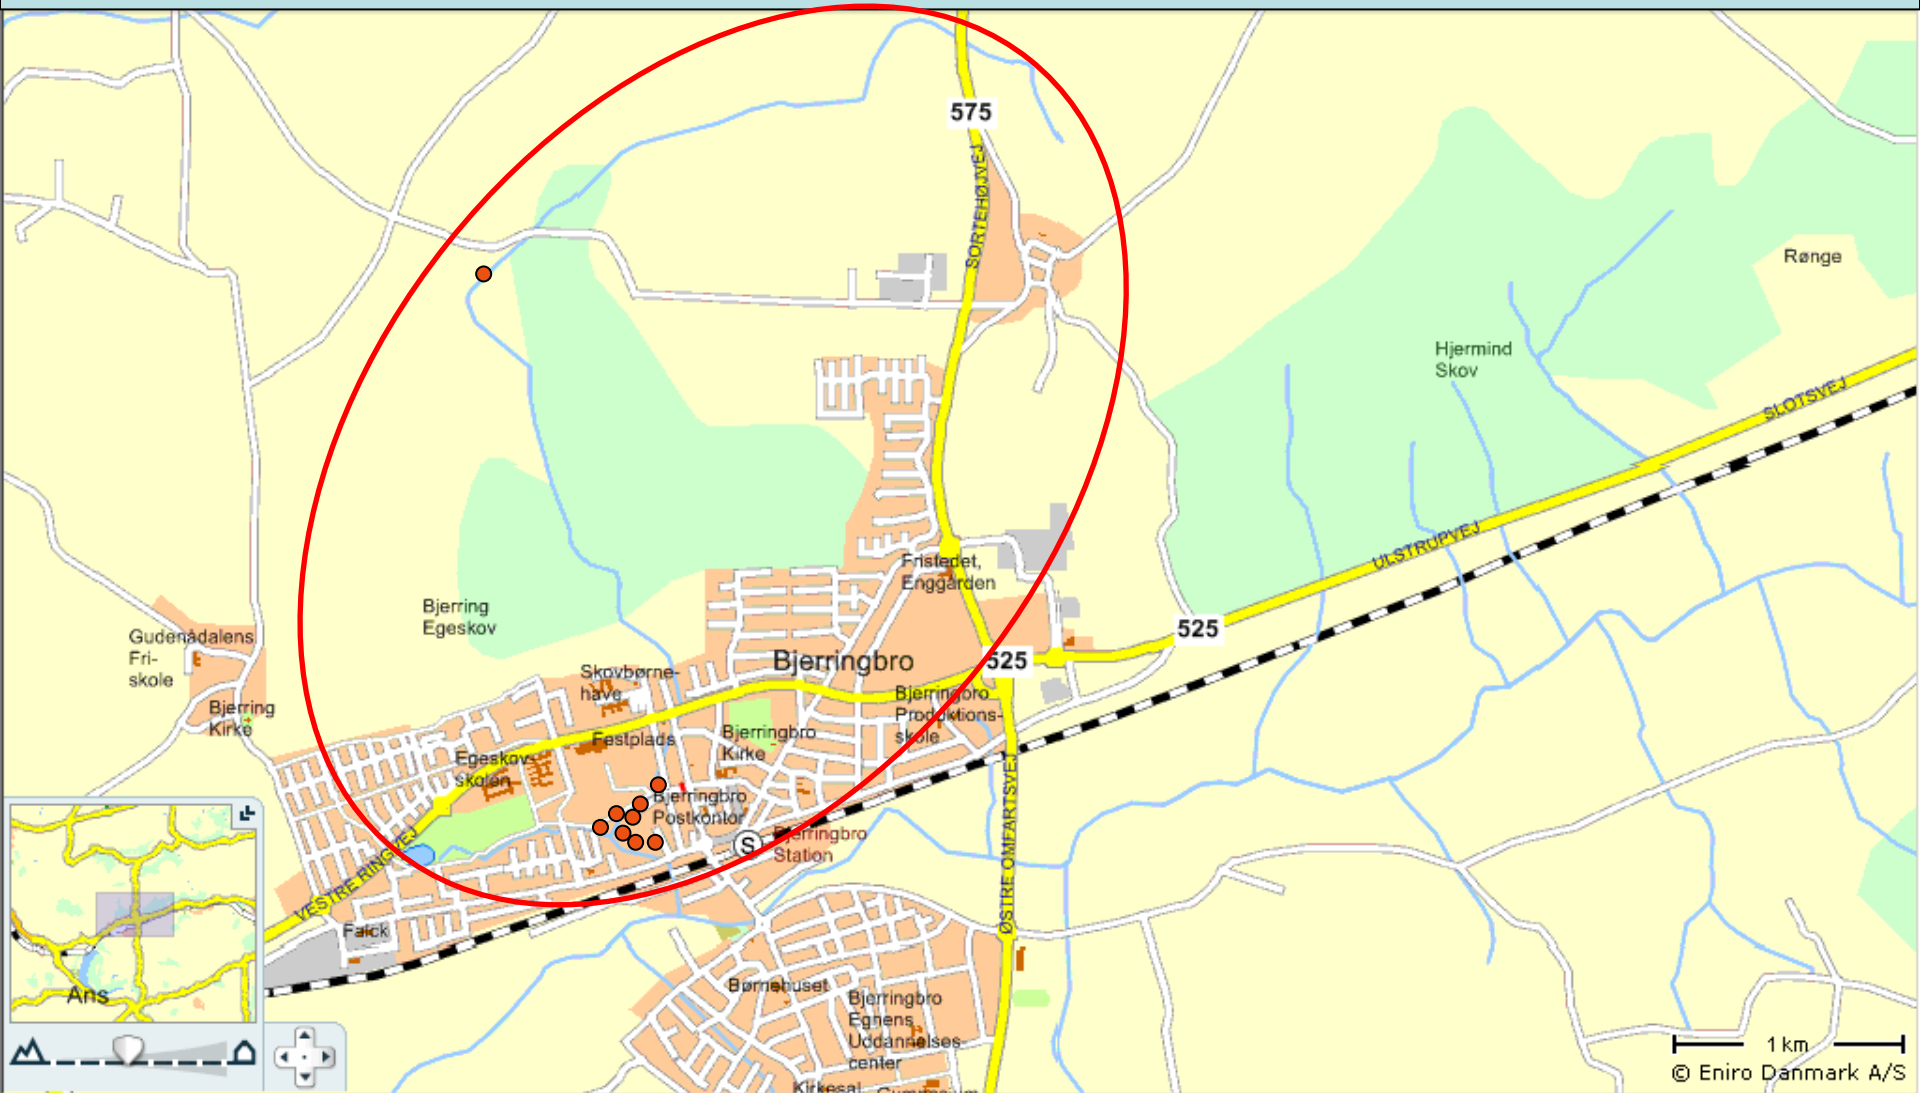 575
SORTEHØJVEJ
Rønge
Hjermind
Skov
SLOTSVEJ
ULSTRUPVEJ
Fristedet,
Enggården
Bjerring
Egeskov
525
Gudenådalens
Fri-
skole
Bjerringbro
525
Skovbørne-
have
Bjerringbro
Produktions-
skole
Bjerring
Kirke
Festplads
Bjerringbro
Kirke
Egeskov-
skolen
Bjerringbro
Postkontor
S
Bjerringbro
Station
VESTRE RINGVEJ
ØSTRE OMFARTSVEJ
Falck
Ans
Børnehuset
Bjerringbro
Egnens
Uddannelses-
center
Kirkesal
Gymnasium
1 km
© Eniro Danmark A/S